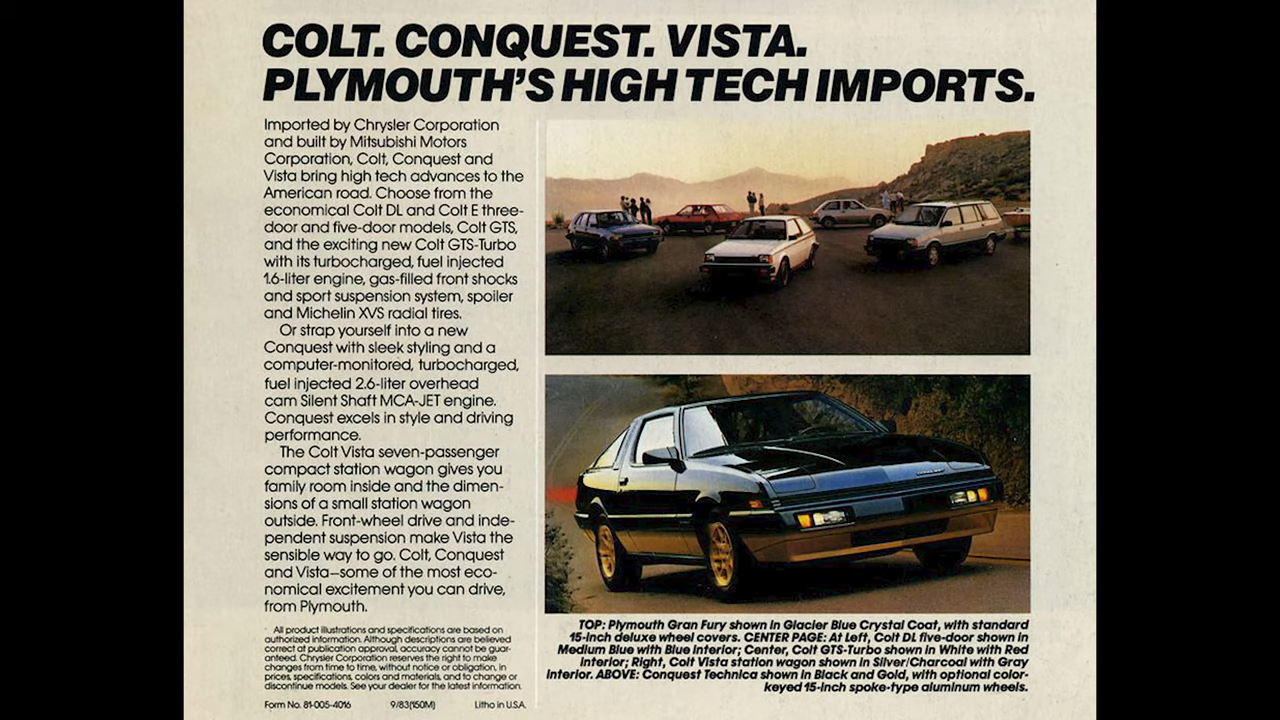 COLT. CONQUEST. VISTA.
PLYMOUTH'S HIGH TECH IMPORTS.
Imported by Chrysler Corporation
and built by Mitsubishi Motors
Corporation, Colt, Conquest and
Vista bring high tech advances to the
American road. Choose from the
economical Colt DL and Colt E three-
door and five-door models, Colt GTS,
and the exciting new Colt GTS-Turbo
with its turbocharged, fuel injected
1.6-liter engine, gas-filled front shocks
and sport suspension system, spoiler
and Michelin XVS radial tires.
Or strap yourself into a new
Conquest with sleek styling and a
computer-monitored, turbocharged,
fuel injected 2.6-liter overhead
cam Silent Shaft MCA-JET engine.
Conquest excels in style and driving
performance.
The Colt Vista seven-passenger
compact station wagon gives you
family room inside and the dimen-
sions of a small station wagon
outside. Front-wheel drive and inde-
pendent suspension make Vista the
sensible way to go. Colt, Conquest
and Vista—some of the most eco-
nomical excitement you can drive,
from Plymouth.
All product illustrations and specifications are based on
authorized information. Although descriptions are believed
correct at publication approval, accuracy cannot be guar-
anteed. Chrysler Corporation reserves the right to make
changes from time to time, without notice or obligation, in
prices, specifications, colors and materials, and to change or
discontinue models. See your dealer for the latest information.
Form No. 81-005-4016 9/83(150M) Litho in U.S.A.
TOP: Plymouth Gran Fury shown in Glacier Blue Crystal Coat, with standard
15-inch deluxe wheel covers. CENTER PAGE: At Left, Colt DL five-door shown in
Medium Blue with Blue interior; Center, Colt GTS-Turbo shown in White with Red
interior; Right, Colt Vista station wagon shown in Silver/Charcoal with Gray
interior. ABOVE: Conquest Technica shown in Black and Gold, with optional color-
keyed 15-inch spoke-type aluminum wheels.